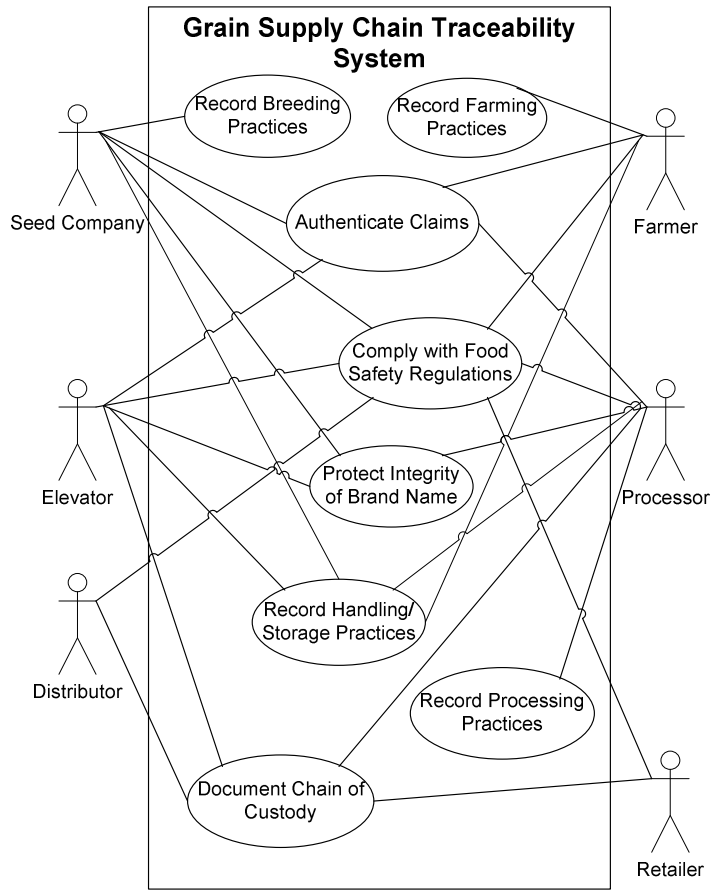 Grain Supply Chain Traceability
System
Record Breeding
Practices
Record Farming
Practices
Seed Company
Authenticate Claims
Farmer
Comply with Food
Safety Regulations
Elevator
Protect Integrity
of Brand Name
Processor
Record Handling/
Storage Practices
Distributor
Record Processing
Practices
Document Chain of
Custody
Retailer